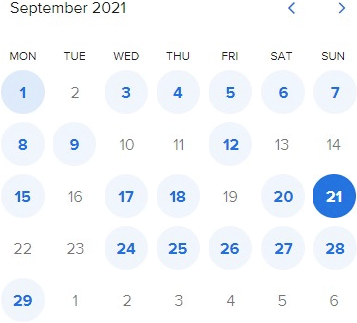 September 2021
MON TUE WED THU FRI SAT SUN
1 2 3 4 5 6 7
8 9 10 11 12 13 14
15 16 17 18 19 20 21
22 23 24 25 26 27 28
29 1 2 3 4 5 6